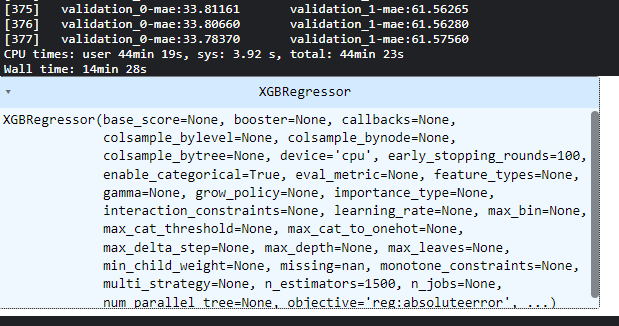 [375] validation_0-mae:33.81161 validation_1-mae:61.56265
[376] validation_0-mae:33.80660 validation_1-mae:61.56280
[377] validation_0-mae:33.78370 validation_1-mae:61.57560
CPU times: user 44min 19s, sys: 3.92 s, total: 44min 23s
Wall time: 14min 28s
XGBRegressor
XGBRegressor(base_score=None, booster=None, callbacks=None,
colsample_bylevel=None, colsample_bynode=None,
colsample_bytree=None, device='cpu', early_stopping_rounds=100,
enable_categorical=True, eval_metric=None, feature_types=None,
gamma=None, grow_policy=None, importance_type=None,
interaction_constraints=None, learning_rate=None, max_bin=None,
max_cat_threshold=None, max_cat_to_onehot=None,
max_delta_step=None, max_depth=None, max_leaves=None,
min_child_weight=None, missing=nan, monotone_constraints=None,
multi_strategy=None, n_estimators=1500, n_jobs=None,
num_parallel_tree=None, objective='reg:absoluteerror', ...)